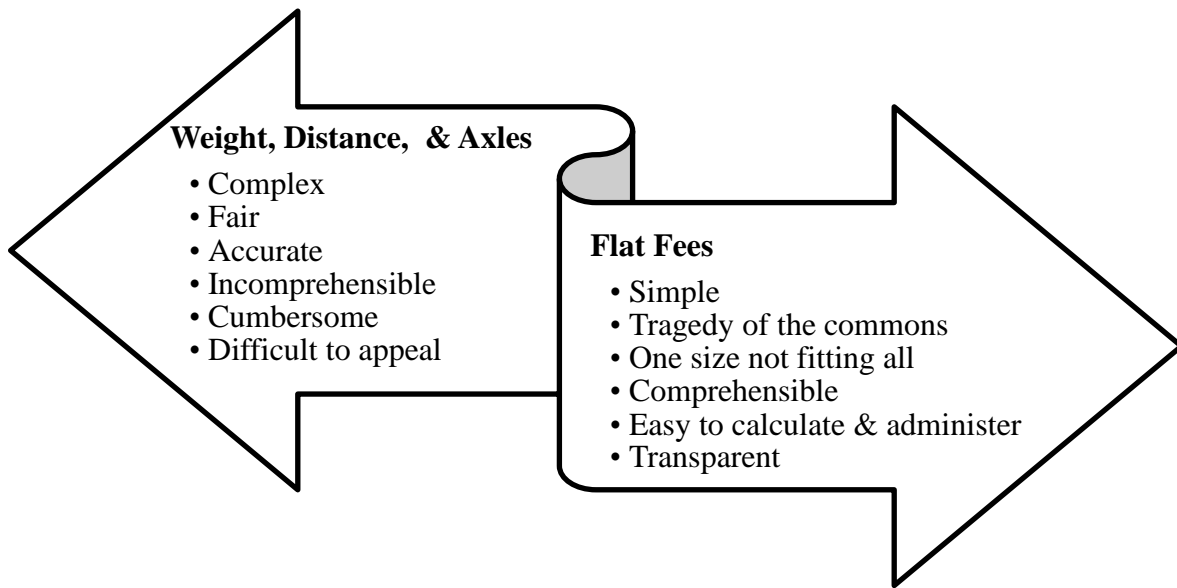 Weight, Distance, & Axles
• Complex
• Fair
• Accurate
• Incomprehensible
• Cumbersome
• Difficult to appeal
Flat Fees
• Simple
• Tragedy of the commons
• One size not fitting all
• Comprehensible
• Easy to calculate & administer
• Transparent